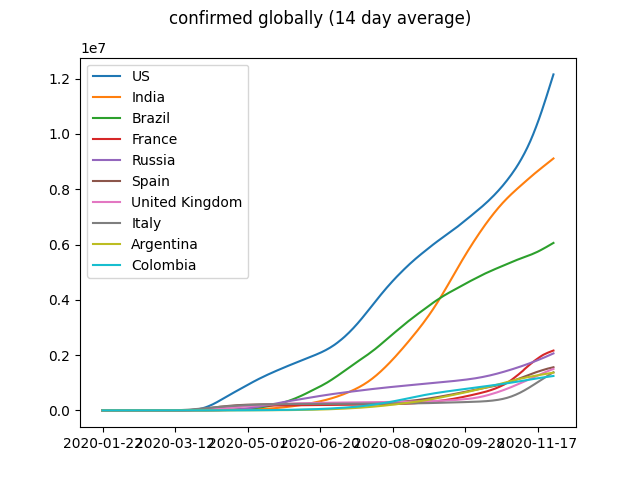 confirmed globally (14 day average)
1e7
1.2
1.0
0.8
0.6
0.4
0.2
0.0
US
India
Brazil
France
Russia
Spain
United Kingdom
Italy
Argentina
Colombia
2020-01-22 2020-03-12 2020-05-01 2020-06-20 2020-08-09 2020-09-28 2020-11-17